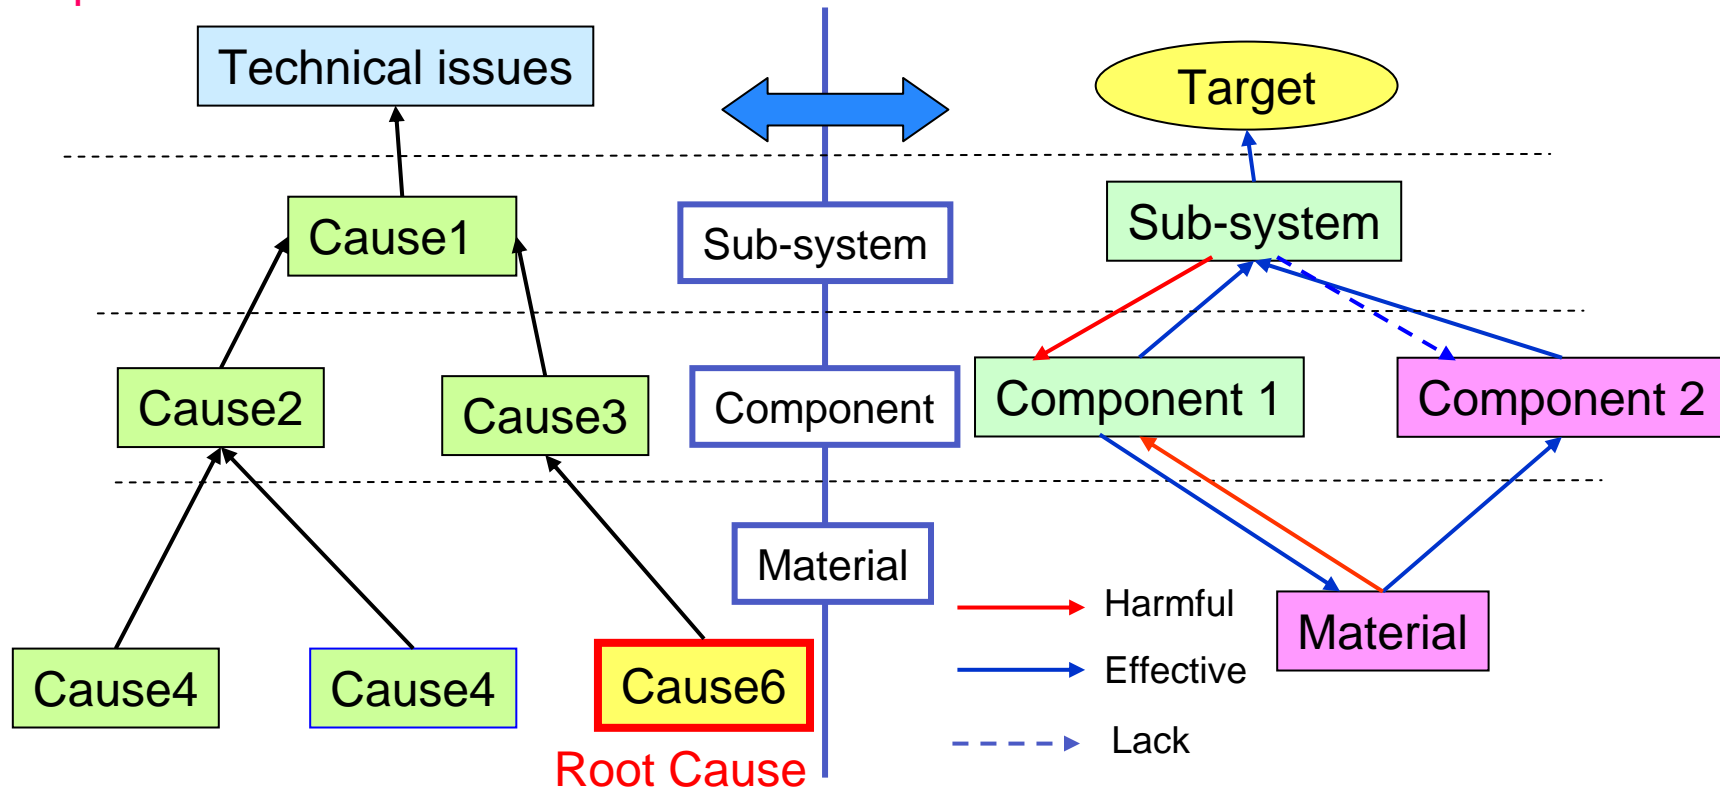 Technical issues
Target
Cause1
Sub-system
Sub-system
Cause2
Cause3
Component
Component 1
Component 2
Material
Harmful
Material
Effective
Cause4
Cause4
Cause6
Lack
Root Cause